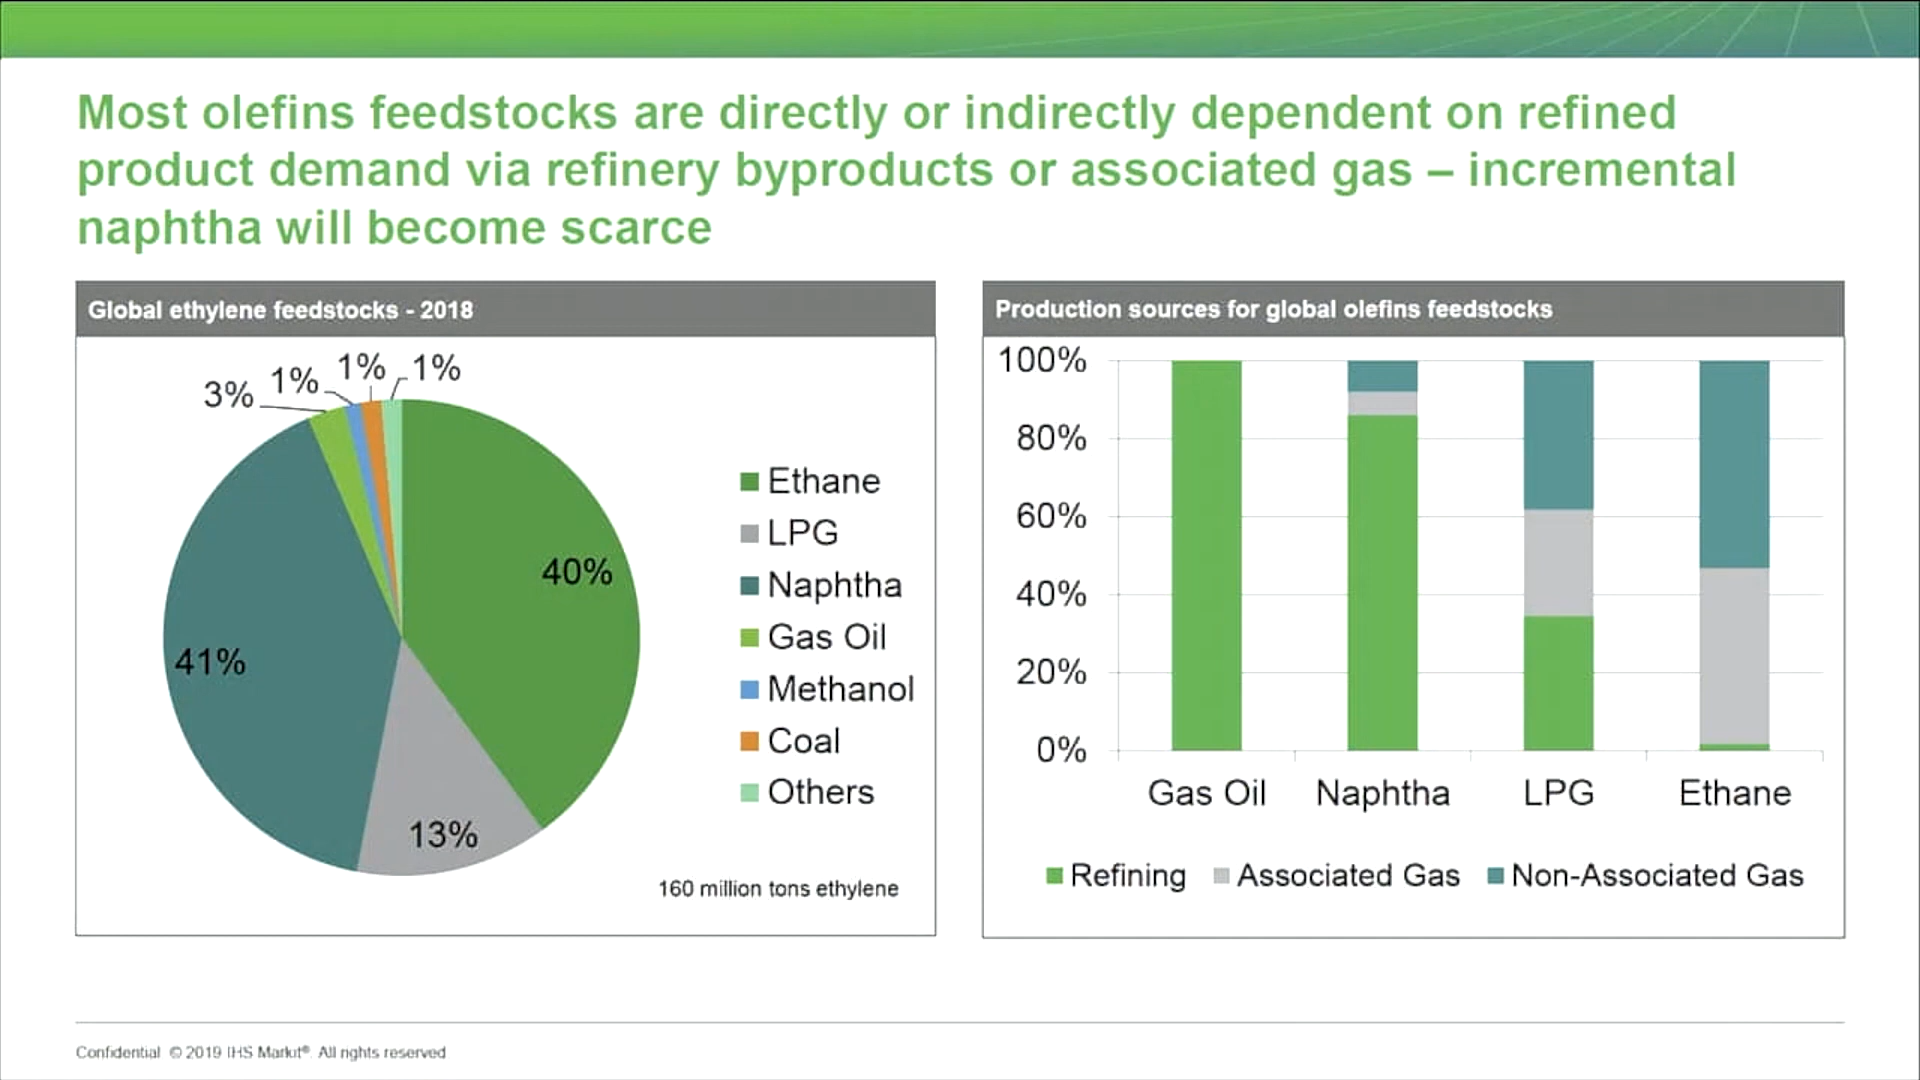 Most olefins feedstocks are directly or indirectly dependent on refined
product demand via refinery byproducts or associated gas – incremental
naphtha will become scarce
Global ethylene feedstocks - 2018
3%
1%
1%
1%
40%
41%
13%
Ethane
LPG
Naphtha
Gas Oil
Methanol
Coal
Others
160 million tons ethylene
Production sources for global olefins feedstocks
100%
80%
60%
40%
20%
0%
Gas Oil Naphtha LPG Ethane
Refining Associated Gas Non-Associated Gas
Confidential © 2019 IHS Markit®. All rights reserved